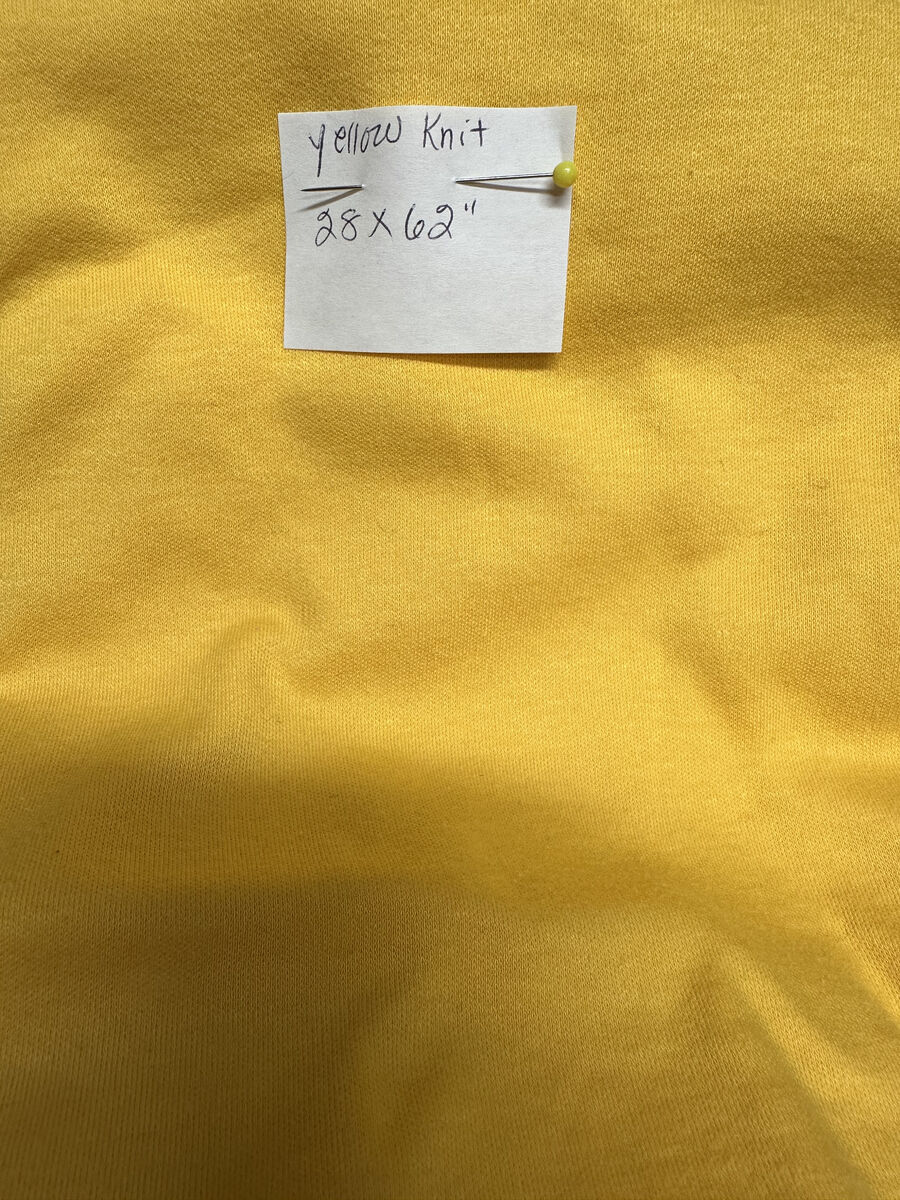 Yellow Knit
28 x 62"